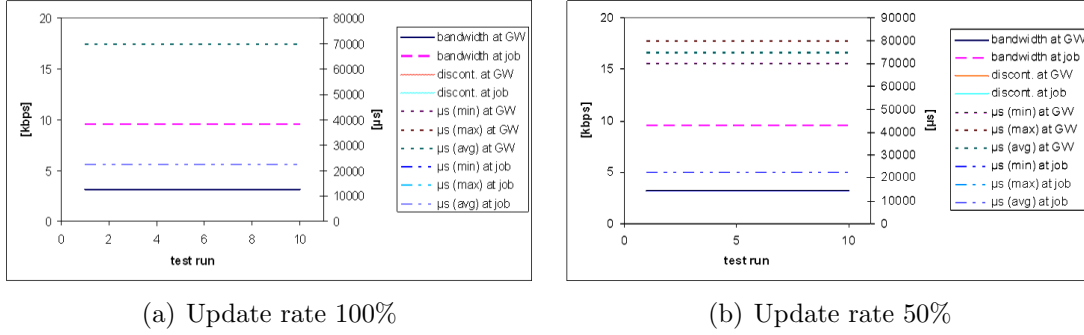 20
15
10
5
0
[kbps]
0 2 4 6 8 10
test run
80000
70000
60000
50000
40000
30000
20000
10000
0
[µs]
bandwidth at GW
bandwidth at job
discont. at GW
discont. at job
µs (min) at GW
µs (max) at GW
µs (avg) at GW
µs (min) at job
µs (max) at job
µs (avg) at job
(a) Update rate 100%
20
15
10
5
0
[kbps]
0 5 10
test run
90000
80000
70000
60000
50000
40000
30000
20000
10000
0
[µs]
bandwidth at GW
bandwidth at job
discont. at GW
discont. at job
µs (min) at GW
µs (max) at GW
µs (avg) at GW
µs (min) at job
µs (max) at job
µs (avg) at job
(b) Update rate 50%